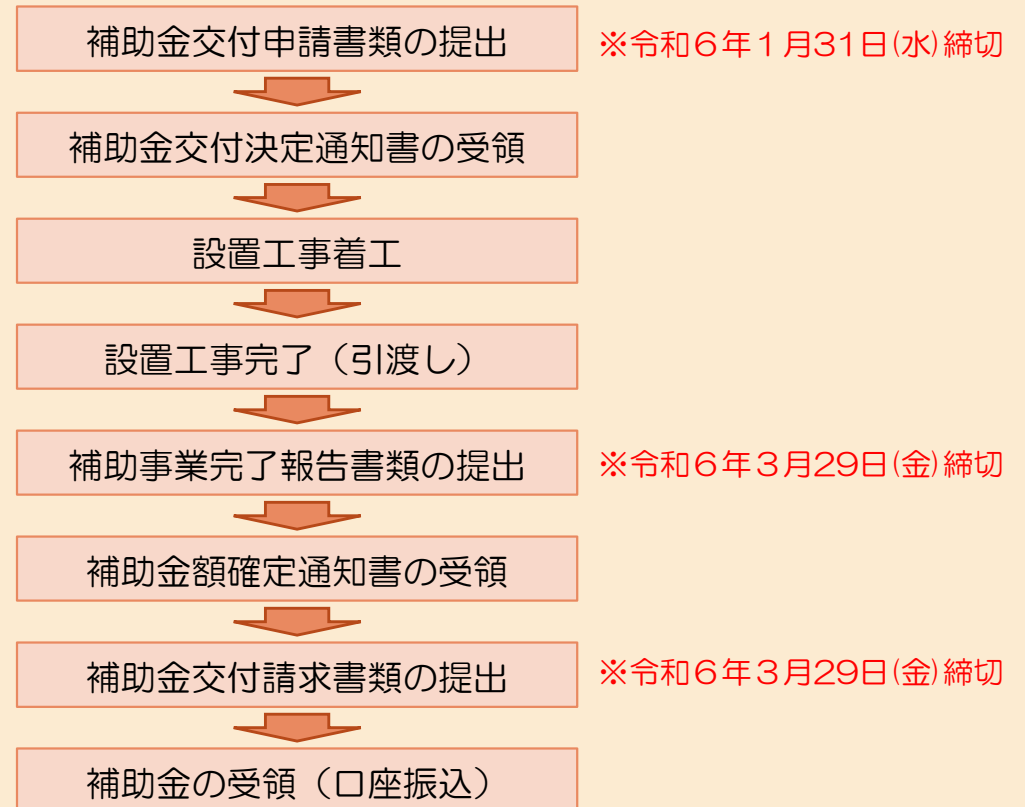 補助金交付申請書類の提出 ※令和６年１月31日(水)締切
補助金交付決定通知書の受領
設置工事着工
設置工事完了（引渡し）
補助事業完了報告書類の提出 ※令和６年３月29日(金)締切
補助金額確定通知書の受領
補助金交付請求書類の提出 ※令和６年３月29日(金)締切
補助金の受領（口座振込）